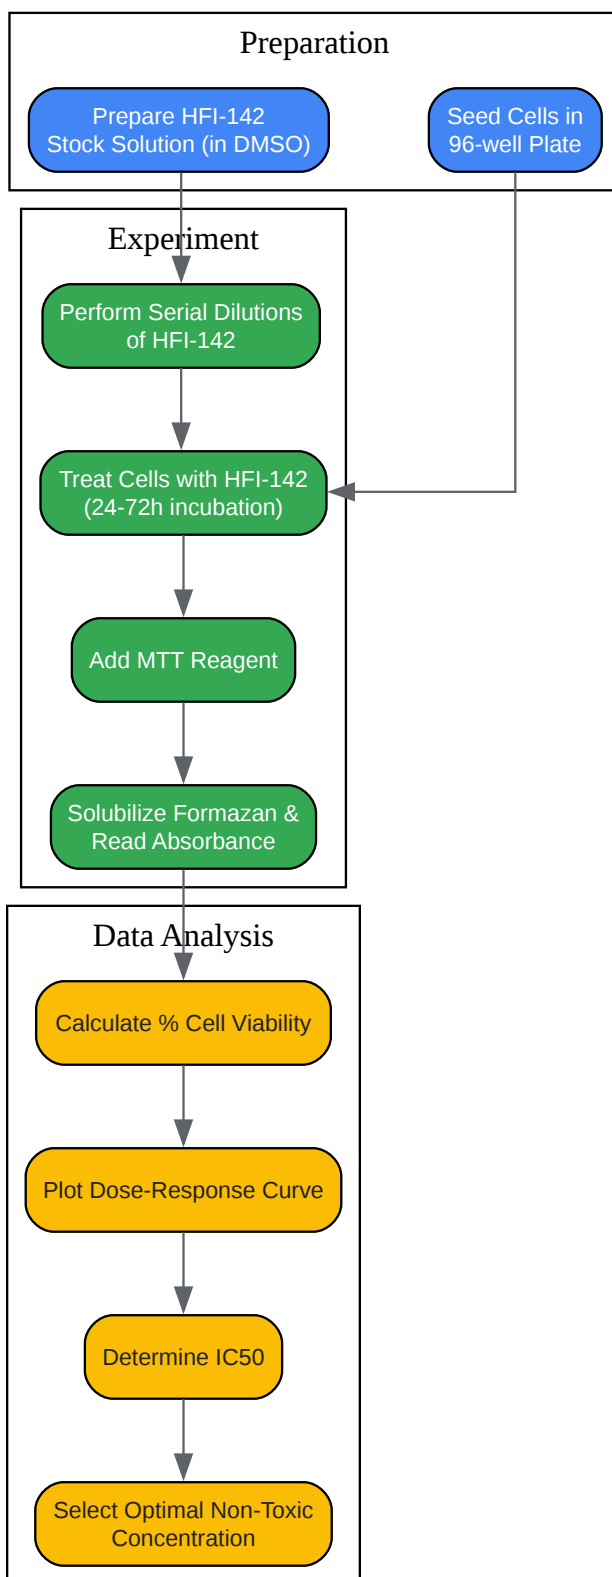 Preparation
Prepare HFI-142
Stock Solution (in DMSO)
Seed Cells in
96-well Plate
Experiment
Perform Serial Dilutions
of HFI-142
Treat Cells with HFI-142
(24-72h incubation)
Add MTT Reagent
Solubilize Formazan &
Read Absorbance
Data Analysis
Calculate % Cell Viability
Plot Dose-Response Curve
Determine IC50
Select Optimal Non-Toxic
Concentration